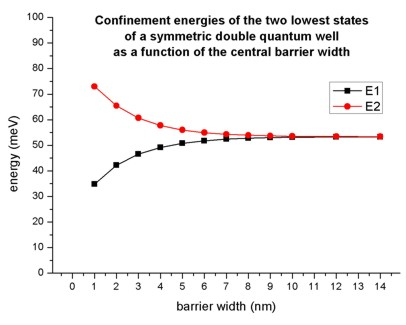 Confinement energies of the two lowest states
of a symmetric double quantum well
as a function of the central barrier width
E1
E2
energy (meV)
100
90
80
70
60
50
40
30
20
10
0
0 1 2 3 4 5 6 7 8 9 10 11 12 13 14
barrier width (nm)